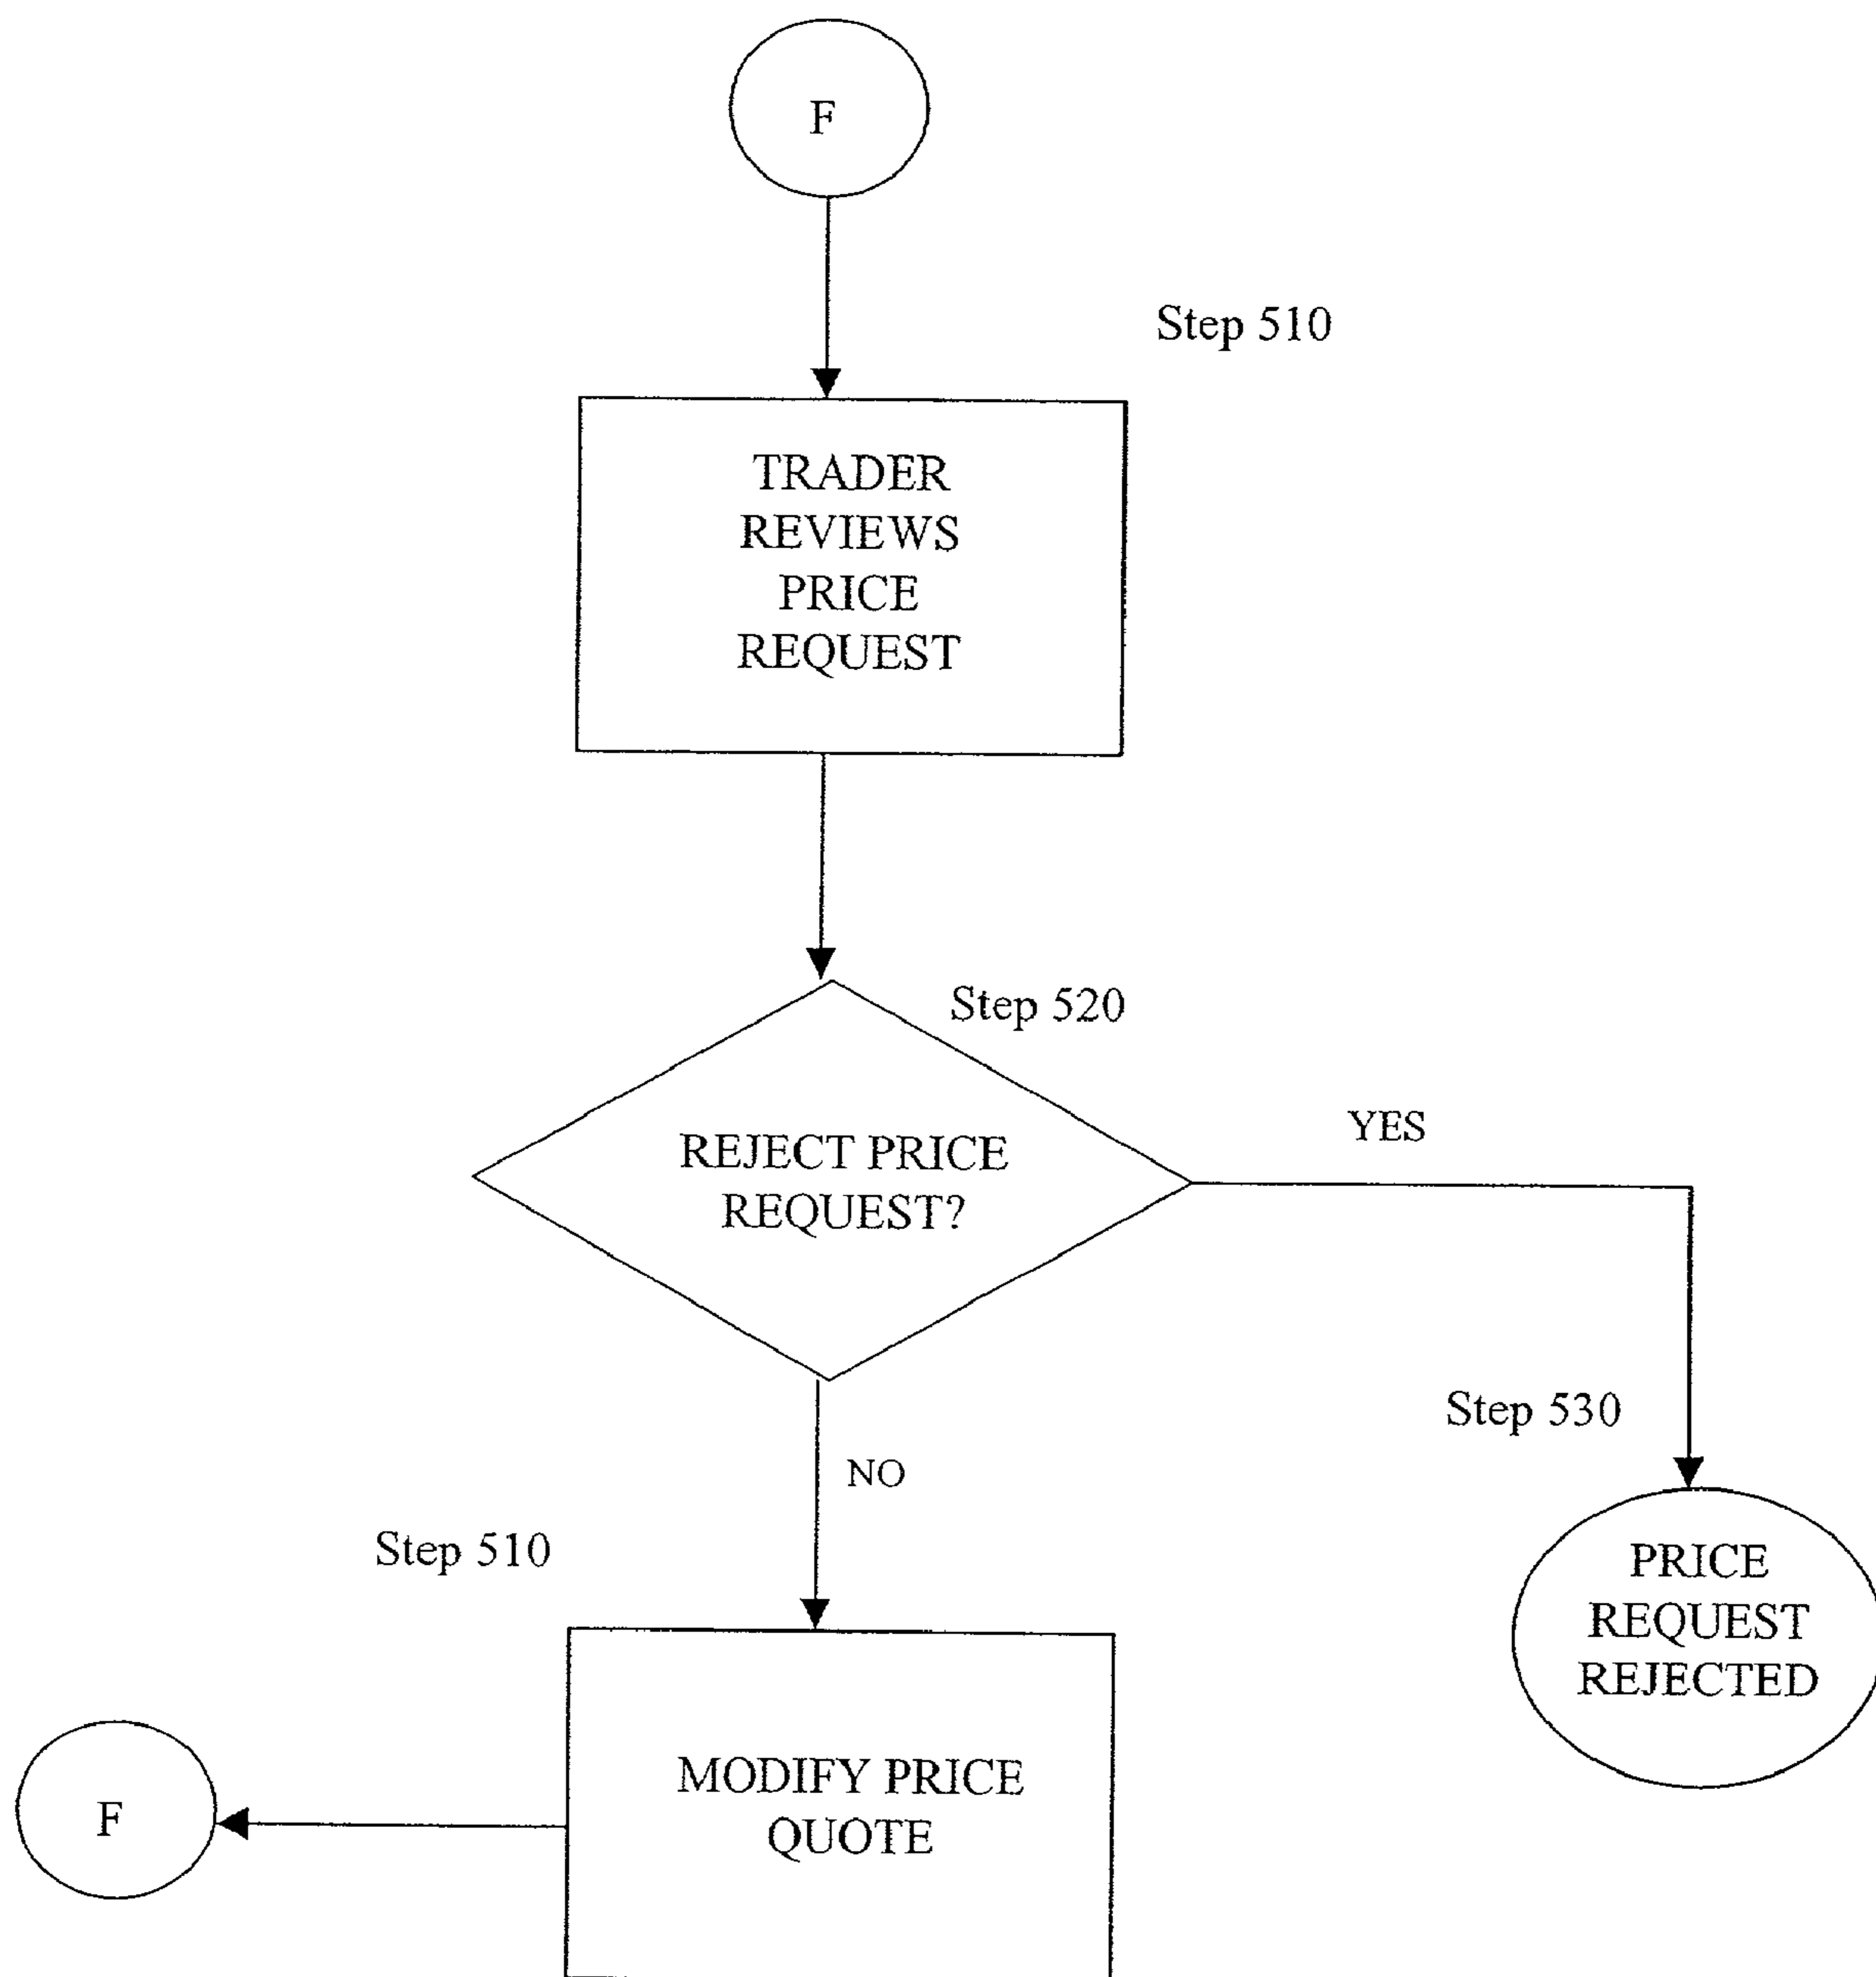 F
Step 510
TRADER
REVIEWS
PRICE
REQUEST
Step 520
REJECT PRICE
REQUEST?
YES
Step 530
NO
Step 510
PRICE
REQUEST
REJECTED
MODIFY PRICE
QUOTE
F